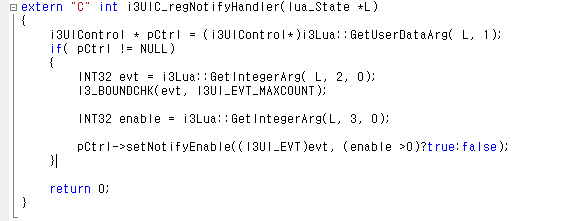 extern "C" int i3UIC_regNotifyHandler(lua_State *L)
{
    i3UIControl * pCtrl = (i3UIControl*)i3Lua::GetUserDataArg( L, 1);
    if( pCtrl != NULL)
    {
        INT32 evt = i3Lua::GetIntegerArg( L, 2, 0);
        I3_BOUNDCHK(evt, I3UI_EVT_MAXCOUNT);

        INT32 enable = i3Lua::GetIntegerArg(L, 3, 0);

        pCtrl->setNotifyEnable((I3UI_EVT)evt, (enable >0)?true:false);
    }

    return 0;
}